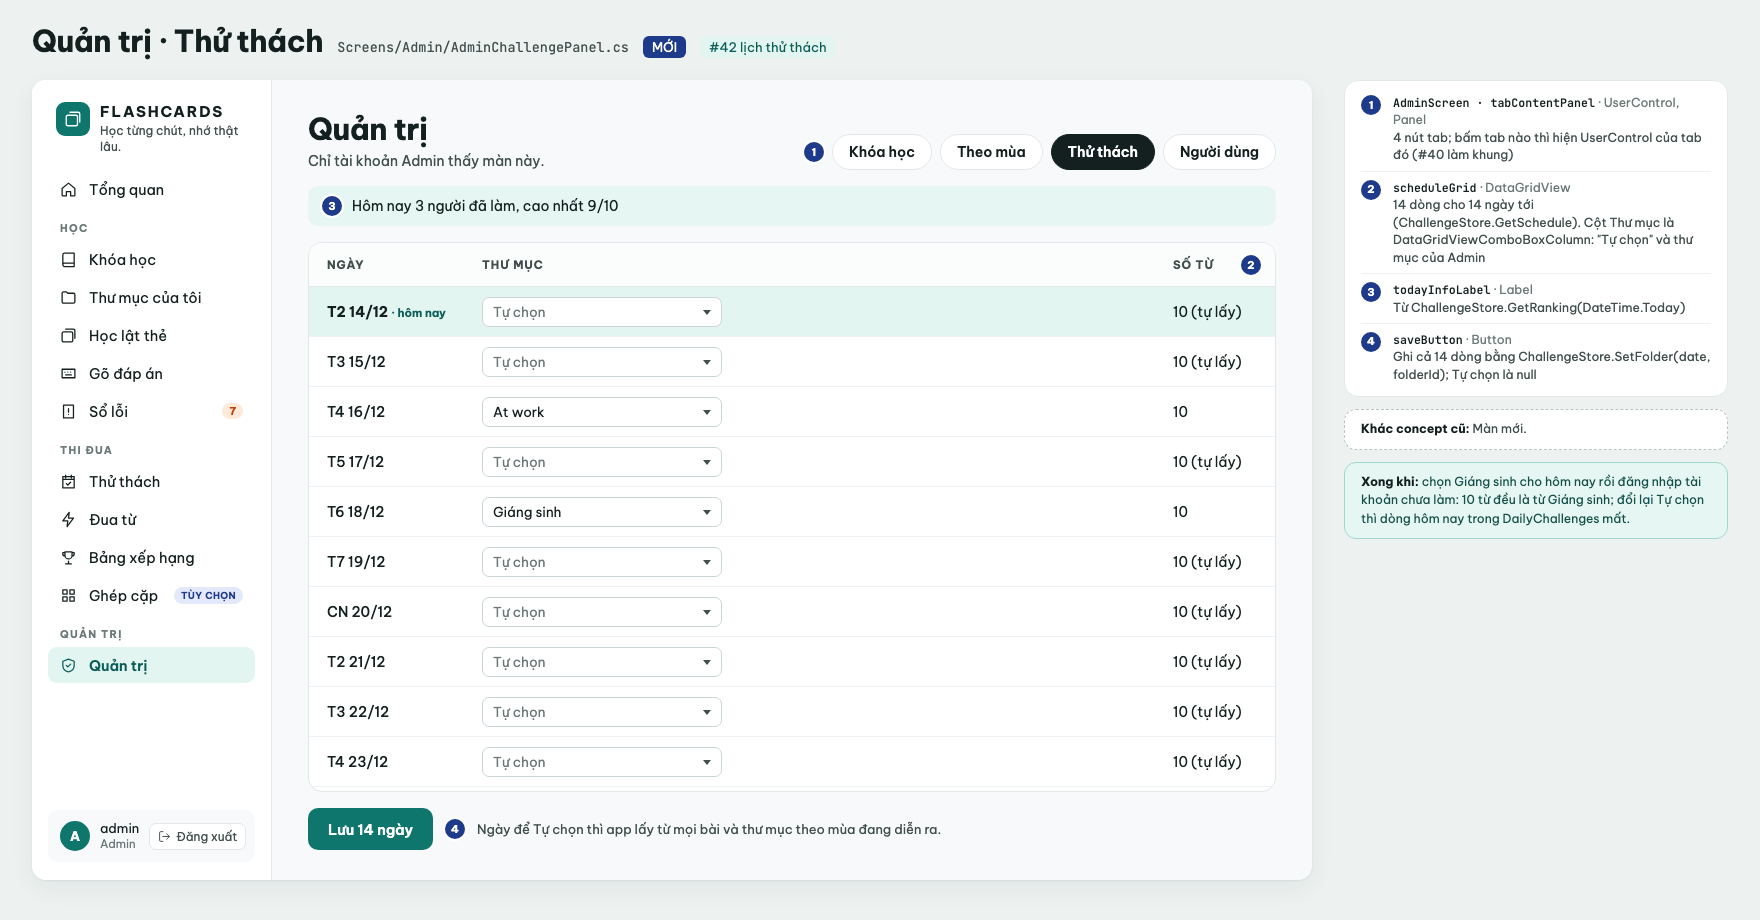 Quản trị · Thử thách Screens/Admin/AdminChallengePanel.cs MỚI #42 lịch thử thách
FLASHCARDS
Học từng chút, nhớ thật
lâu.
Tổng quan
HỌC
Khóa học
Thư mục của tôi
Học lật thẻ
Gõ đáp án
Sổ lỗi 7
THI ĐUA
Thử thách
Đua từ
Bảng xếp hạng
Ghép cặp TÙY CHỌN
QUẢN TRỊ
Quản trị
A admin
Admin
Đăng xuất
Quản trị
Chỉ tài khoản Admin thấy màn này.
1 Khóa học Theo mùa Thử thách Người dùng
3 Hôm nay 3 người đã làm, cao nhất 9/10
NGÀY THƯ MỤC SỐ TỪ 2
T2 14/12 · hôm nay Tự chọn 10 (tự lấy)
T3 15/12 Tự chọn 10 (tự lấy)
T4 16/12 At work 10
T5 17/12 Tự chọn 10 (tự lấy)
T6 18/12 Giáng sinh 10
T7 19/12 Tự chọn 10 (tự lấy)
CN 20/12 Tự chọn 10 (tự lấy)
T2 21/12 Tự chọn 10 (tự lấy)
T3 22/12 Tự chọn 10 (tự lấy)
T4 23/12 Tự chọn 10 (tự lấy)
Lưu 14 ngày 4 Ngày để Tự chọn thì app lấy từ mọi bài và thư mục theo mùa đang diễn ra.
1 AdminScreen · tabContentPanel · UserControl,
Panel
4 nút tab; bấm tab nào thì hiện UserControl của tab
đó (#40 làm khung)
2 scheduleGrid · DataGridView
14 dòng cho 14 ngày tới
(ChallengeStore.GetSchedule). Cột Thư mục là
DataGridViewComboBoxColumn: "Tự chọn" và thư
mục của Admin
3 todayInfoLabel · Label
Từ ChallengeStore.GetRanking(DateTime.Today)
4 saveButton · Button
Ghi cả 14 dòng bằng ChallengeStore.SetFolder(date,
folderId); Tự chọn là null
Khác concept cũ: Màn mới.
Xong khi: chọn Giáng sinh cho hôm nay rồi đăng nhập tài
khoản chưa làm: 10 từ đều là từ Giáng sinh; đổi lại Tự chọn
thì dòng hôm nay trong DailyChallenges mất.